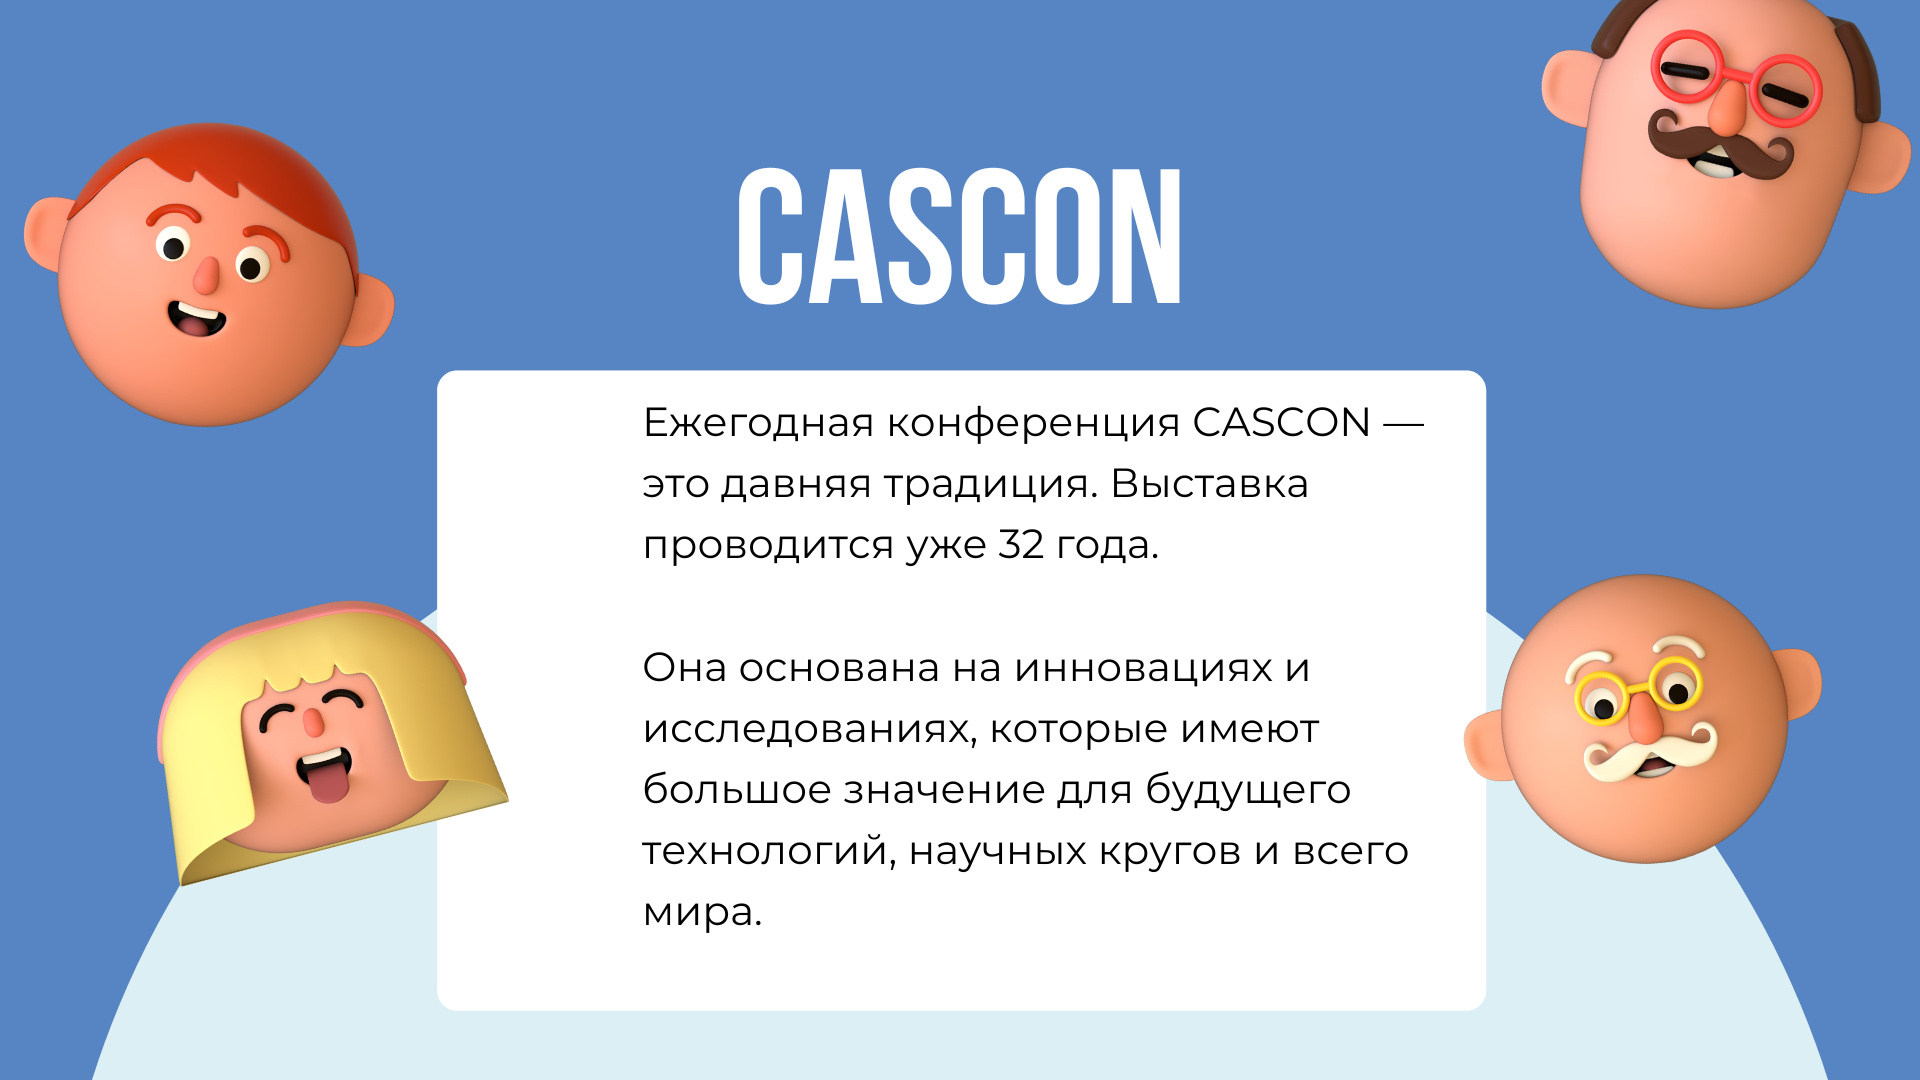 CASCON
Ежегодная конференция CASCON —
это давняя традиция. Выставка
проводится уже 32 года.
Она основана на инновациях и
исследованиях, которые имеют
большое значение для будущего
технологий, научных кругов и всего
мира.